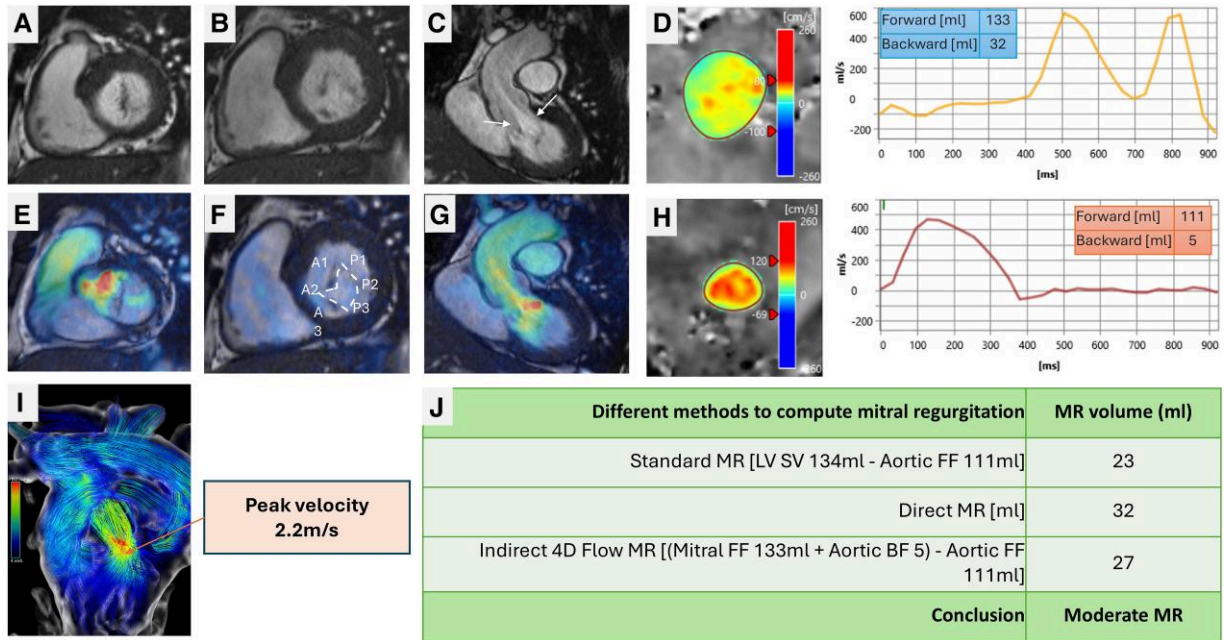 A
B
C
D
[cm/s]
260
80
0
-100
-260
600
400
200
0
-200
ml/s
Forward [ml] 133
Backward [ml] 32
0 100 200 300 400 500 600 700 800 900
[ms]
E
F
A1
P1
A2
P2
A
3
P3
G
H
[cm/s]
260
120
0
-69
-260
600
400
200
0
-200
ml/s
Forward [ml] 111
Backward [ml] 5
0 100 200 300 400 500 600 700 800 900
[ms]
I
Peak velocity
2.2m/s
J
Different methods to compute mitral regurgitation MR volume (ml)
Standard MR [LV SV 134ml - Aortic FF 111ml] 23
Direct MR [ml] 32
Indirect 4D Flow MR [(Mitral FF 133ml + Aortic BF 5) - Aortic FF
111ml] 27
Conclusion Moderate MR